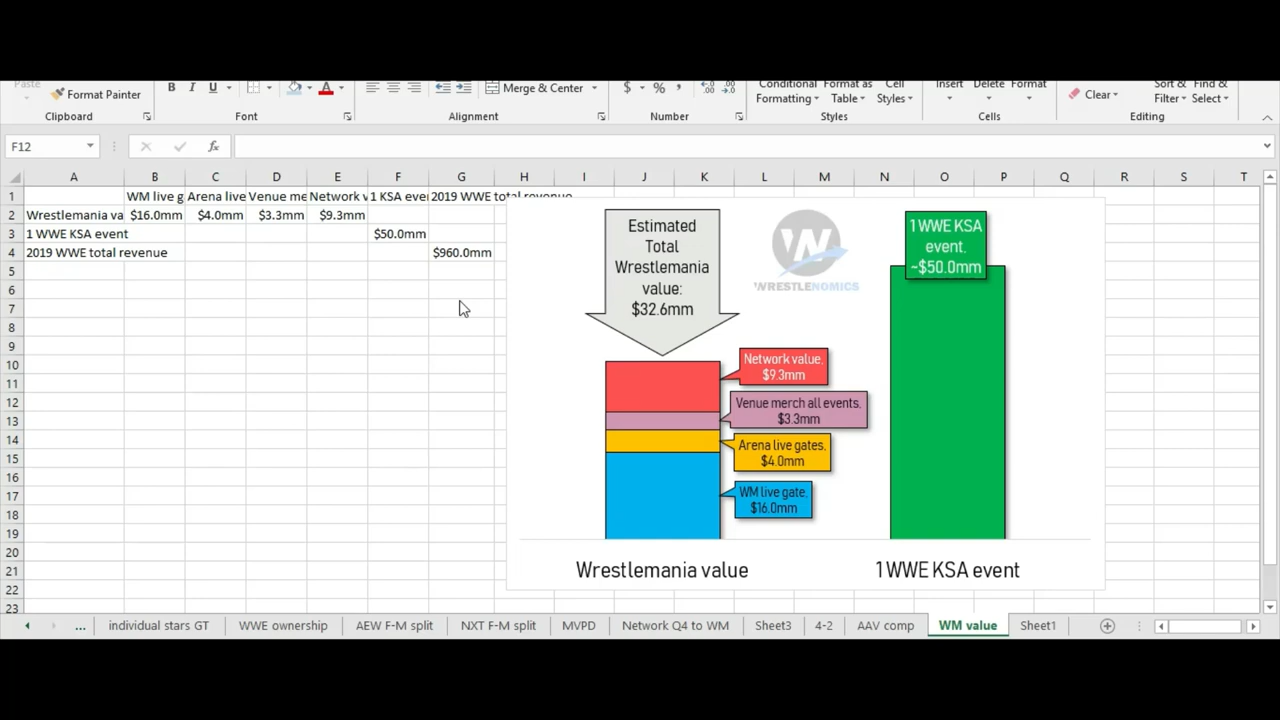 Paste
Format Painter
B I U
A
Merge & Center
$ % ,
Conditional Formatting
Format as Table
Cell Styles
Insert
Delete
Format
Clear
Sort & Filter
Find & Select
Clipboard
Font
Alignment
Number
Styles
Cells
Editing
F12
fx
A B C D E F G H I J K L M N O P Q R S T
1 WM live g Arena live Venue me Network v 1 KSA even 2019 WWE total revenue
2 Wrestlemania va $16.0mm $4.0mm $3.3mm $9.3mm
3 1 WWE KSA event $50.0mm
4 2019 WWE total revenue $960.0mm
5
6
7
8
9
10
11
12
13
14
15
16
17
18
19
20
21
22
23
Estimated
Total
Wrestlemania
value:
$32.6mm
W
WRESTLENOMICS
1 WWE KSA
event,
~$50.0mm
Network value,
$9.3mm
Venue merch all events,
$3.3mm
Arena live gates,
$4.0mm
WM live gate,
$16.0mm
Wrestlemania value
1 WWE KSA event
... individual stars GT WWE ownership AEW F-M split NXT F-M split MVPD Network Q4 to WM Sheet3 4-2 AAV comp WM value Sheet1